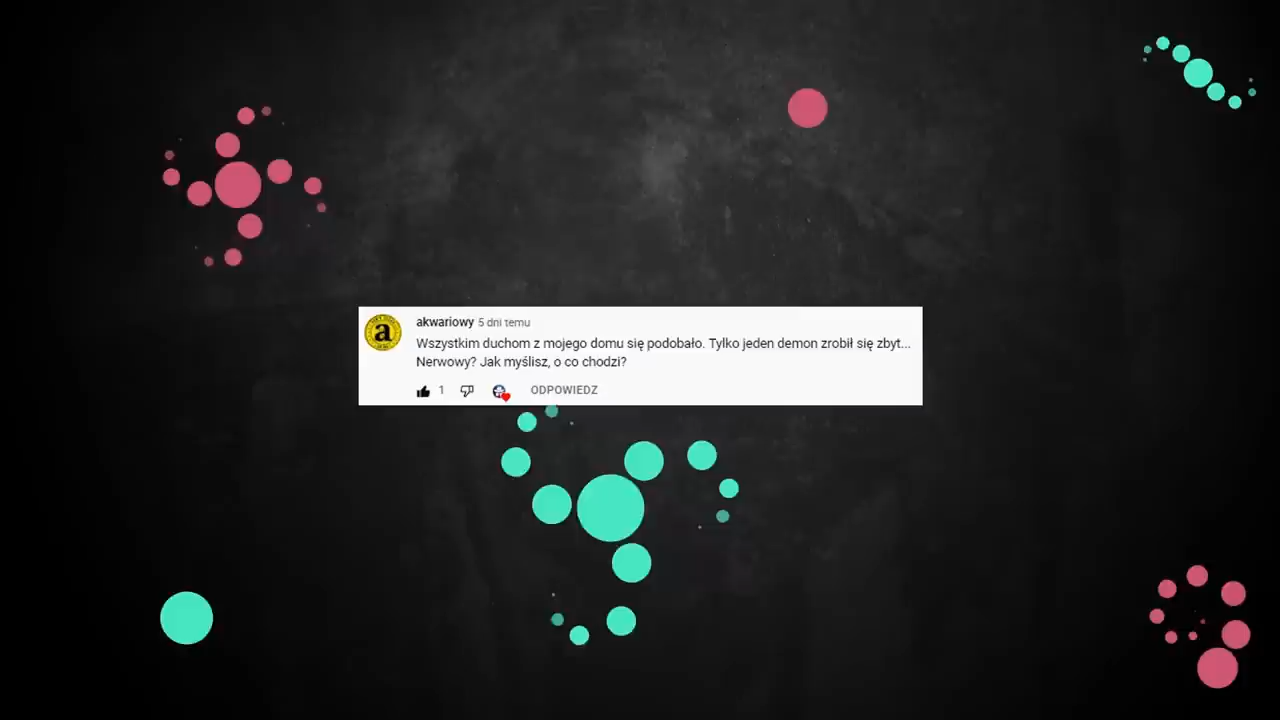 akwariowy 5 dni temu
Wszystkim duchom z mojego domu się podobało. Tylko jeden demon zrobił się zbyt...
Nerwowy? Jak myślisz, o co chodzi?
1 ODPOWIEDZ
a